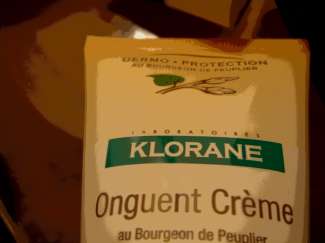 DERMO • PROTECTION
AU BOURGEON DE PEUPLIER
LABORATOIRES
KLORANE
Onguent Crème
au Bourgeon de Peuplier